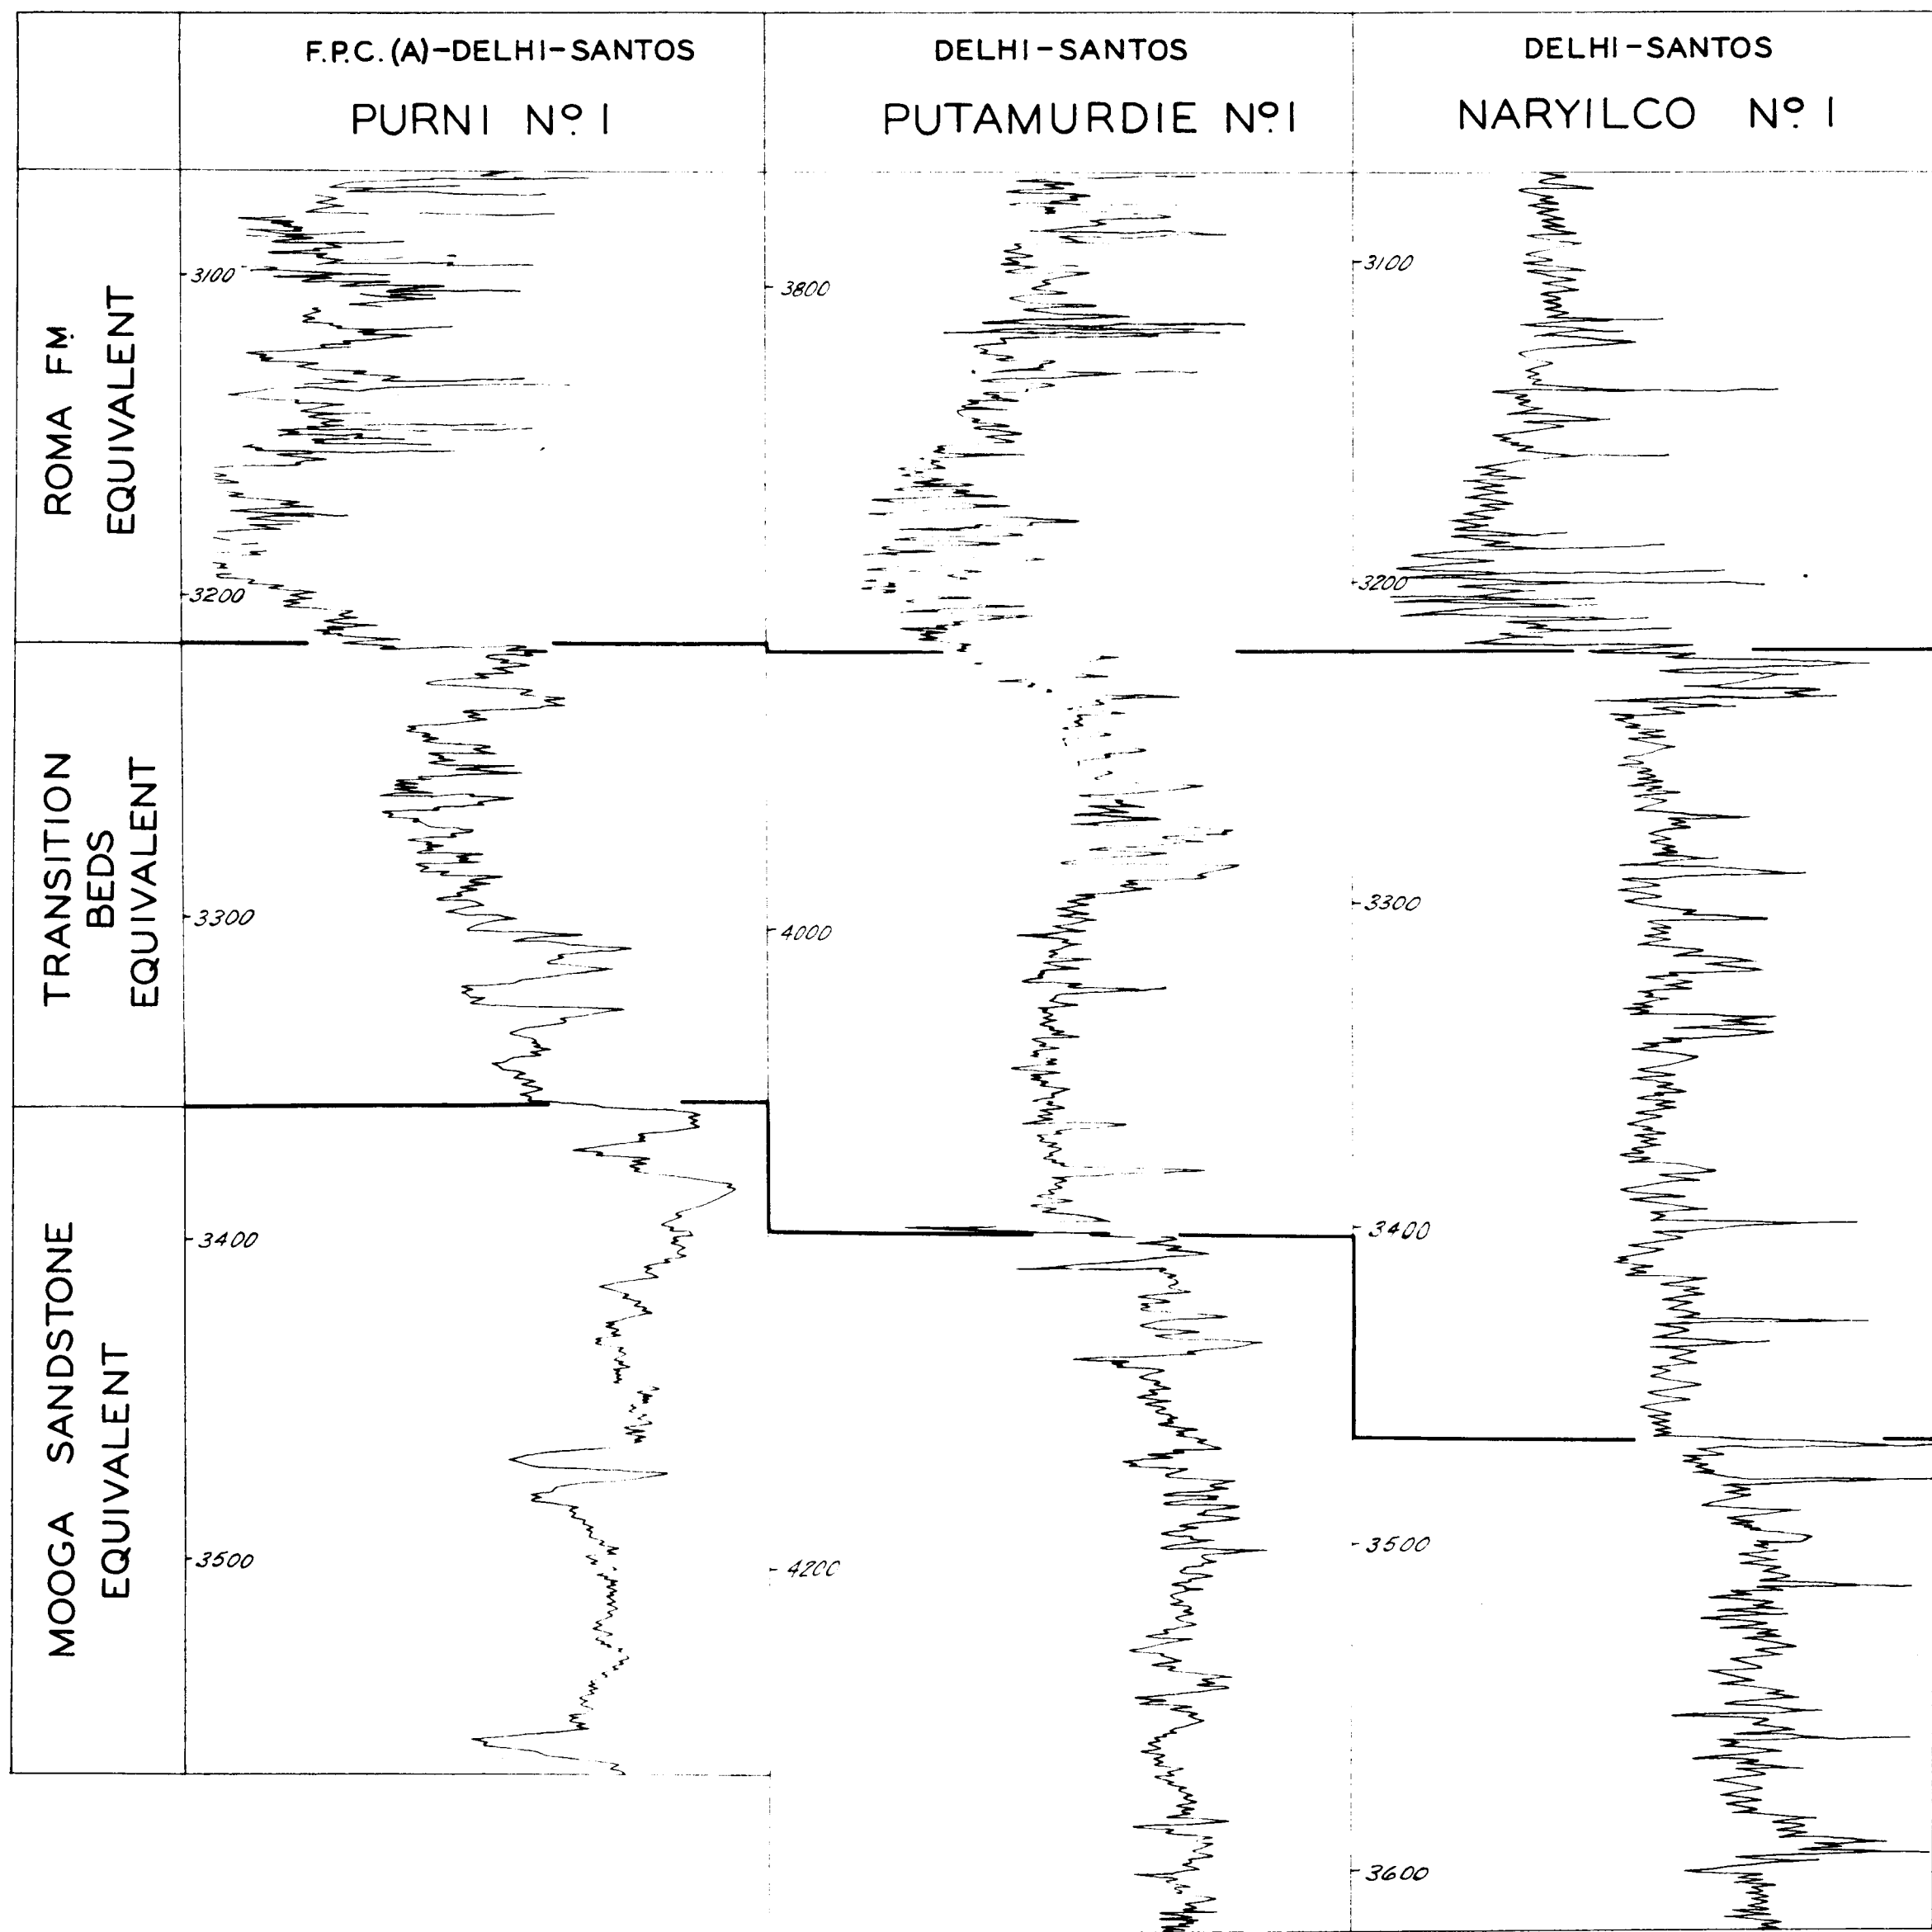 F.P.C. (A)-DELHI-SANTOS
PURNI Nº 1
DELHI-SANTOS
PUTAMURDIE Nº 1
DELHI-SANTOS
NARYILCO Nº 1
ROMA FM
EQUIVALENT
TRANSITION
BEDS
EQUIVALENT
MOOGA SANDSTONE
EQUIVALENT
3100
3200
3300
3400
3500
3800
4000
4200
3100
3200
3300
3400
3500
3600